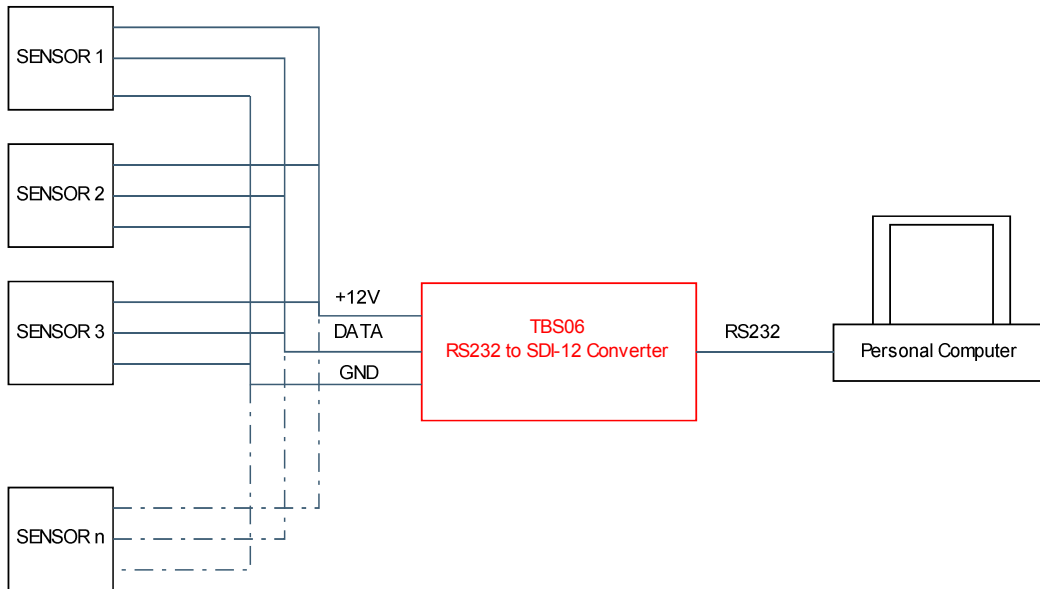 SENSOR 1
SENSOR 2
SENSOR 3
SENSOR n
+12V
DATA
GND
TBS06
RS232 to SDI-12 Converter
RS232
Personal Computer